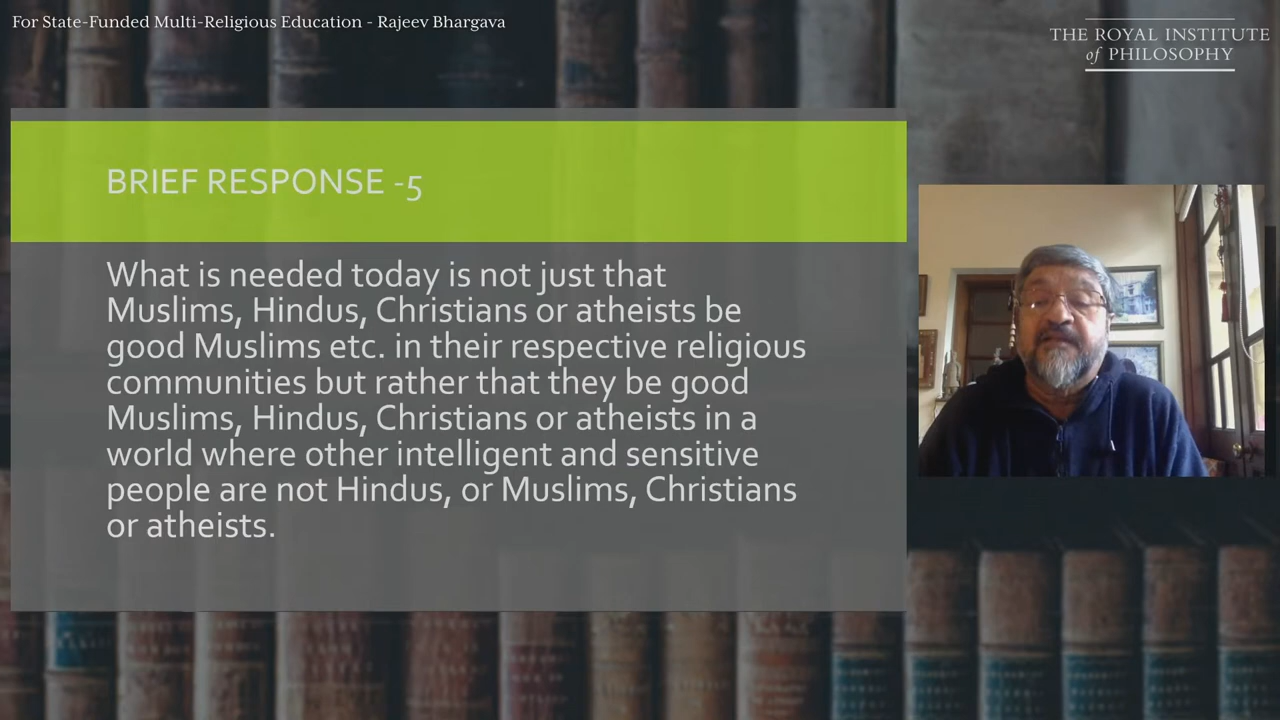 For State-Funded Multi-Religious Education - Rajeev Bhargava
THE ROYAL INSTITUTE
of PHILOSOPHY
BRIEF RESPONSE -5
What is needed today is not just that
Muslims, Hindus, Christians or atheists be
good Muslims etc. in their respective religious
communities but rather that they be good
Muslims, Hindus, Christians or atheists in a
world where other intelligent and sensitive
people are not Hindus, or Muslims, Christians
or atheists.